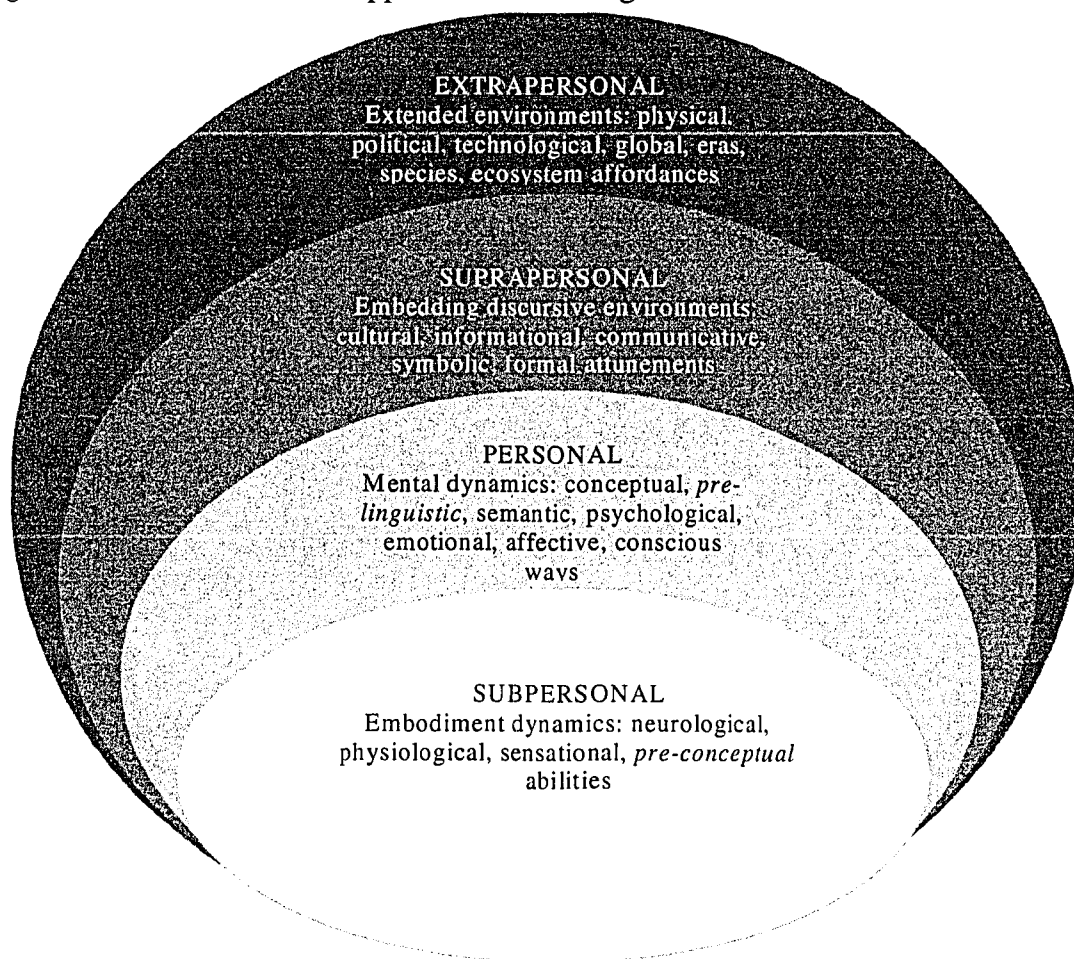 EXTRAPERSONAL
Extended environments: physical,
political, technological, global, eras,
species, ecosystem affordances
SUPRAPERSONAL
Embedding discursive environments:
cultural, informational, communicative,
symbolic, formal attunements
PERSONAL
Mental dynamics: conceptual, pre-
linguistic, semantic, psychological,
emotional, affective, conscious
ways
SUBPERSONAL
Embodiment dynamics: neurological,
physiological, sensational, pre-conceptual
abilities